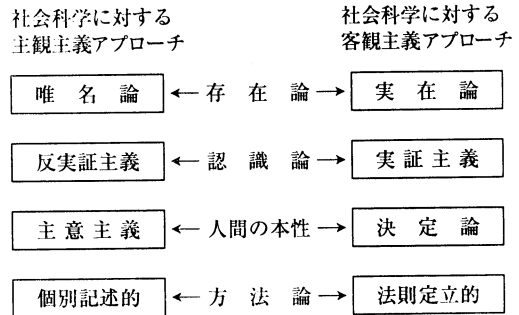 社会科学に対する
主観主義アプローチ
社会科学に対する
客観主義アプローチ
唯名論 ←存在論→ 実在論
反実証主義 ←認識論→ 実証主義
主意主義 ←人間の本性→ 決定論
個別記述的 ←方法論→ 法則定立的